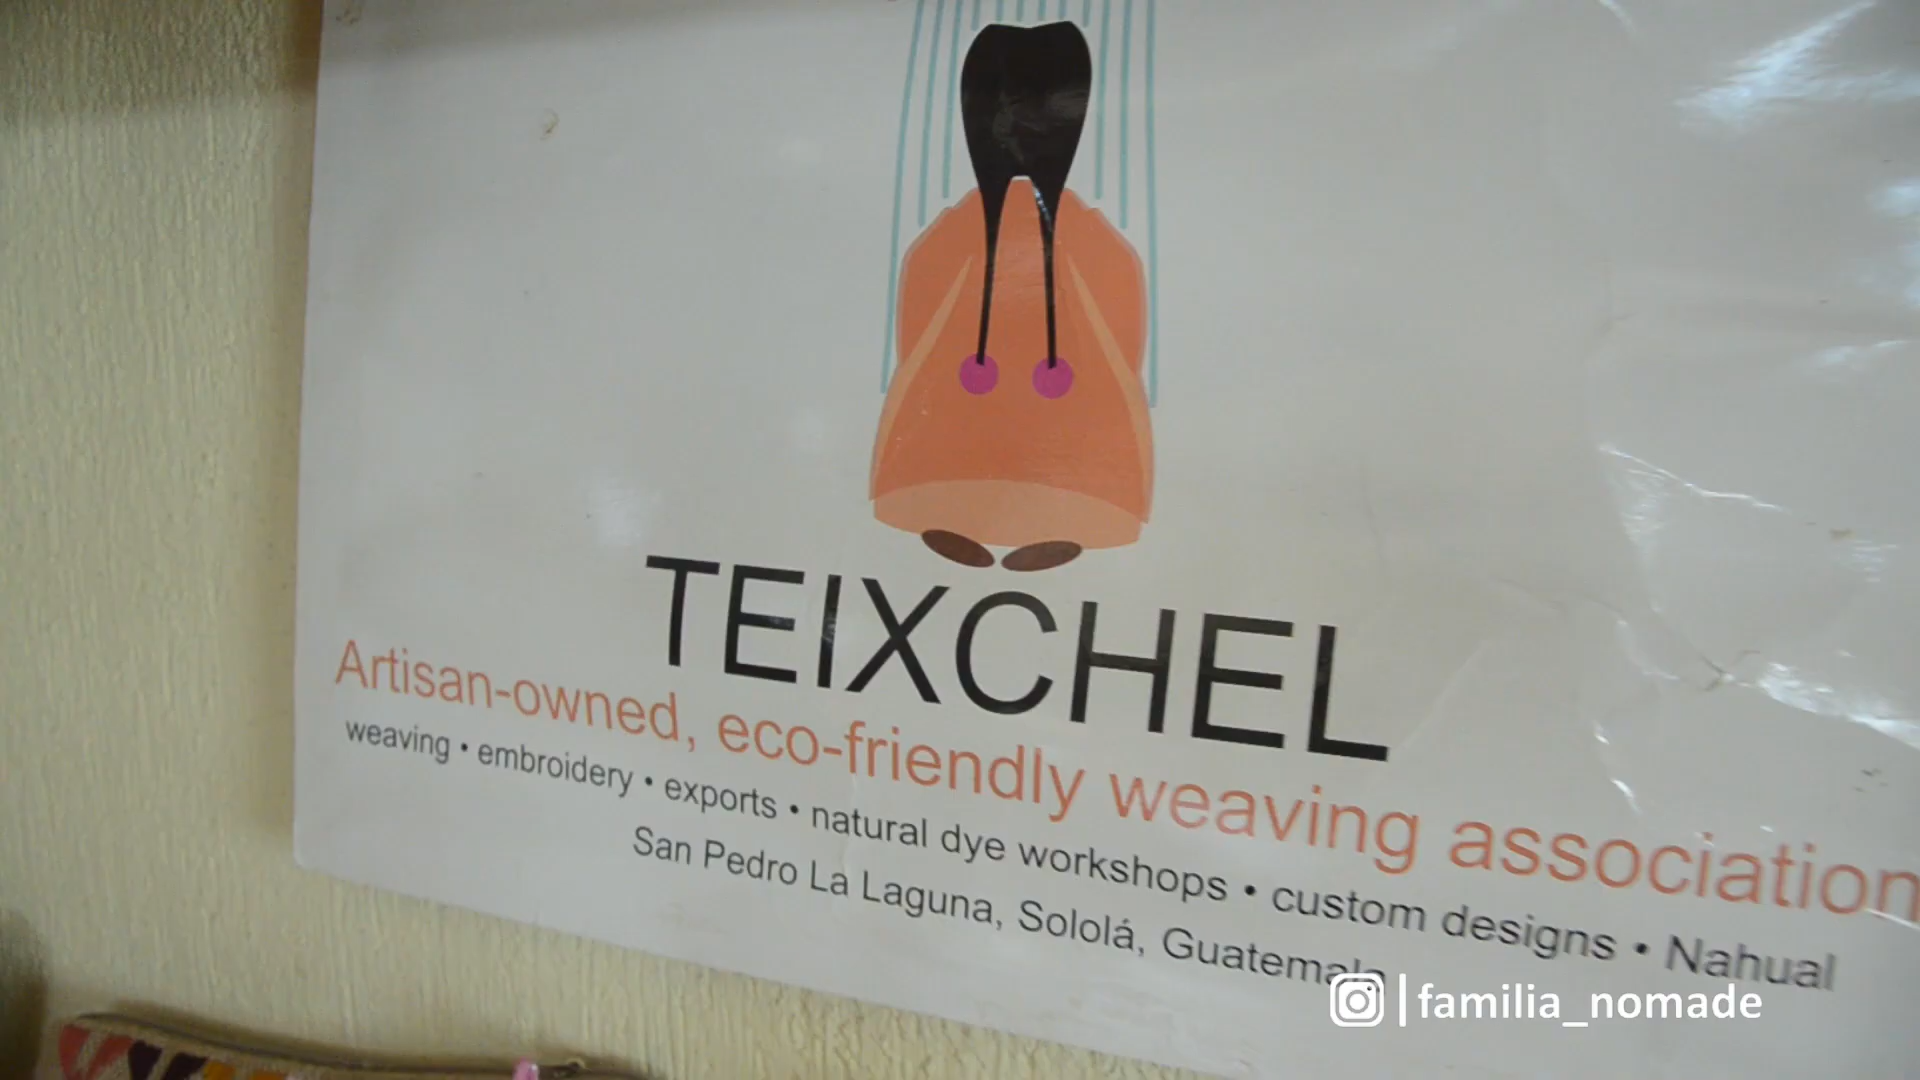 TEIXCHEL
Artisan-owned, eco-friendly weaving association
weaving • embroidery • exports • natural dye workshops • custom designs • Nahual
San Pedro La Laguna, Sololá, Guatemala
| familia_nomade